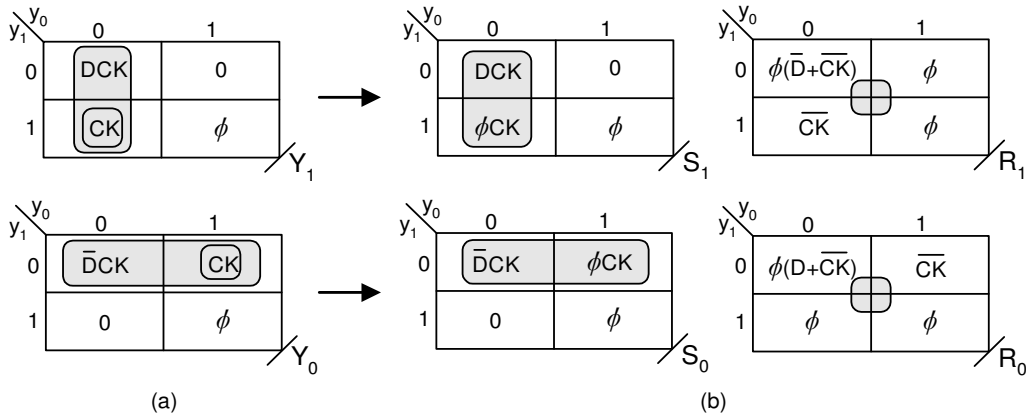 y₀ y₀ y₀
y₁ 0 1 y₁ 0 1 y₁ 0 1
0 DCK 0 0 DCK 0 0 ϕ(D̅+C̅K̅) ϕ
1 CK ϕ 1 ϕCK ϕ 1 C̅K̅ ϕ
Y₁ S₁ R₁
y₀ y₀ y₀
y₁ 0 1 y₁ 0 1 y₁ 0 1
0 D̅CK CK 0 D̅CK ϕCK 0 ϕ(D+C̅K̅) C̅K̅
1 0 ϕ 1 0 ϕ 1 ϕ ϕ
Y₀ S₀ R₀
(a) (b)